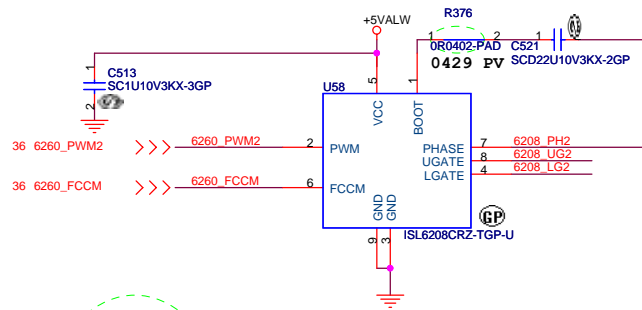 R376
+5VALW
1 2
0R0402-PAD
0429 PV
1 C521
SCD22U10V3KX-2GP
1
C513
SC1U10V3KX-3GP
2
U58
5
VCC
1
BOOT
36 6260_PWM2
6260_PWM2
2
PWM
PHASE
7
6208_PH2
UGATE
8
6208_UG2
LGATE
4
6208_LG2
36 6260_FCCM
6260_FCCM
6
FCCM
GND
GND
9
3
GP
ISL6208CRZ-TGP-U